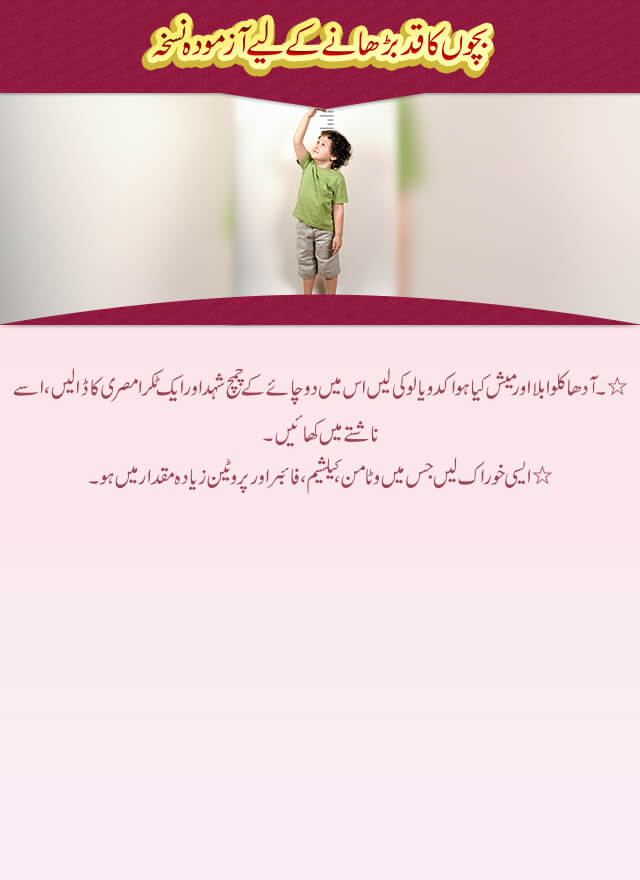 بچوں کا قد بڑھانے کے لیے آزمودہ نسخہ
☆۔آدھا کلو ابلا اور میش کیا ہوا کدو یا لوکی لیں اس میں دو چائے کے چمچ شہد اور ایک ٹکرا مصری کا ڈالیں، اسے
ناشتے میں کھائیں۔
☆ ایسی خوراک لیں جس میں وٹامن، کیلشیم، فائبر اور پروٹین زیادہ مقدار میں ہو۔